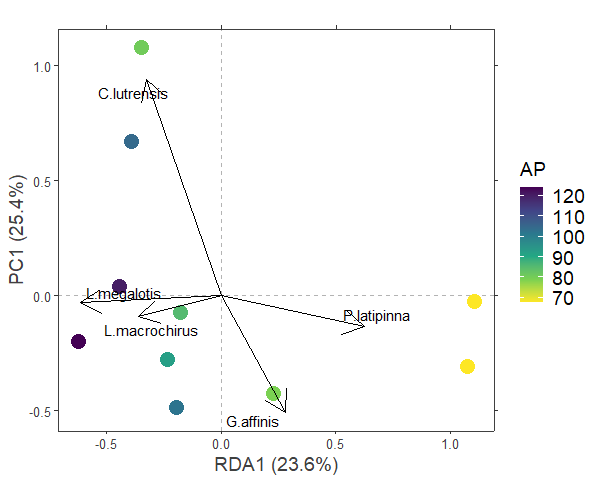 1.0
0.5
0.0
-0.5
PC1 (25.4%)
C.lutrensis
L.megalotis
L.macrochirus
P.latipinna
G.affinis
-0.5
0.0
0.5
1.0
RDA1 (23.6%)
AP
120
110
100
90
80
70